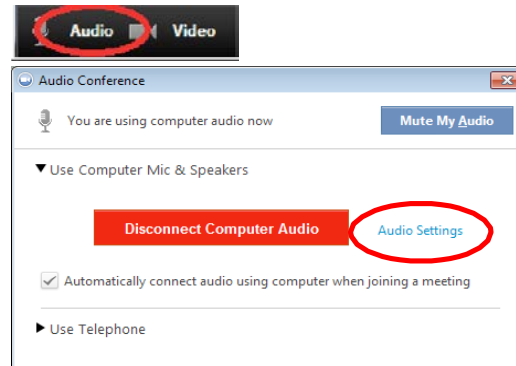 Audio Video
Audio Conference
You are using computer audio now Mute My Audio
Use Computer Mic & Speakers
Disconnect Computer Audio Audio Settings
Automatically connect audio using computer when joining a meeting
Use Telephone